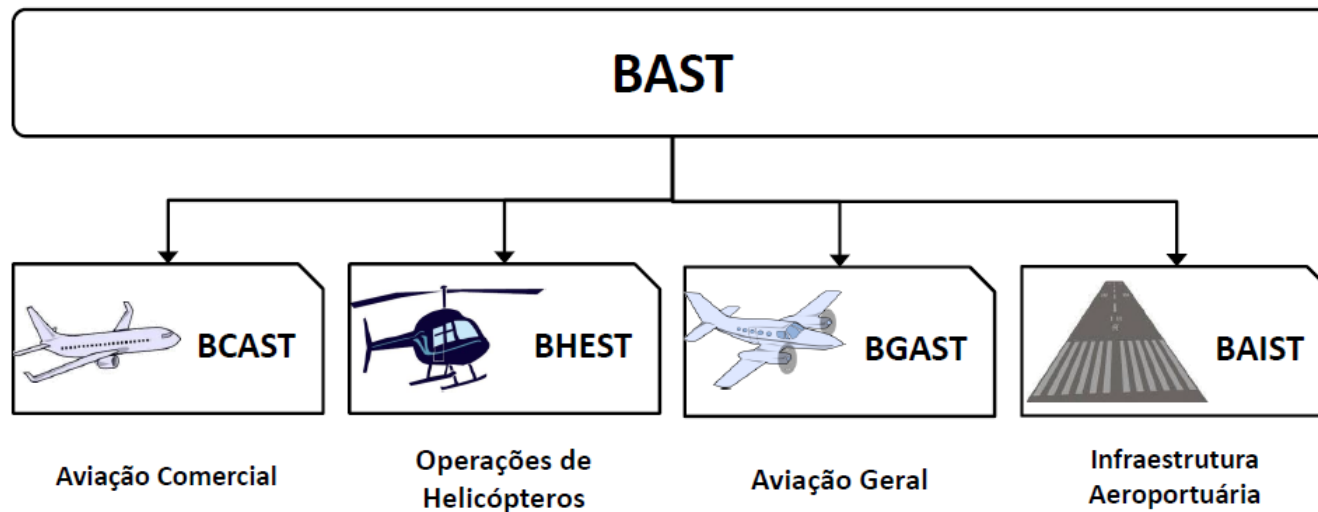 BAST
BCAST
BHEST
BGAST
BAIST
Aviação Comercial
Operações de
Helicópteros
Aviação Geral
Infraestrutura
Aeroportuária